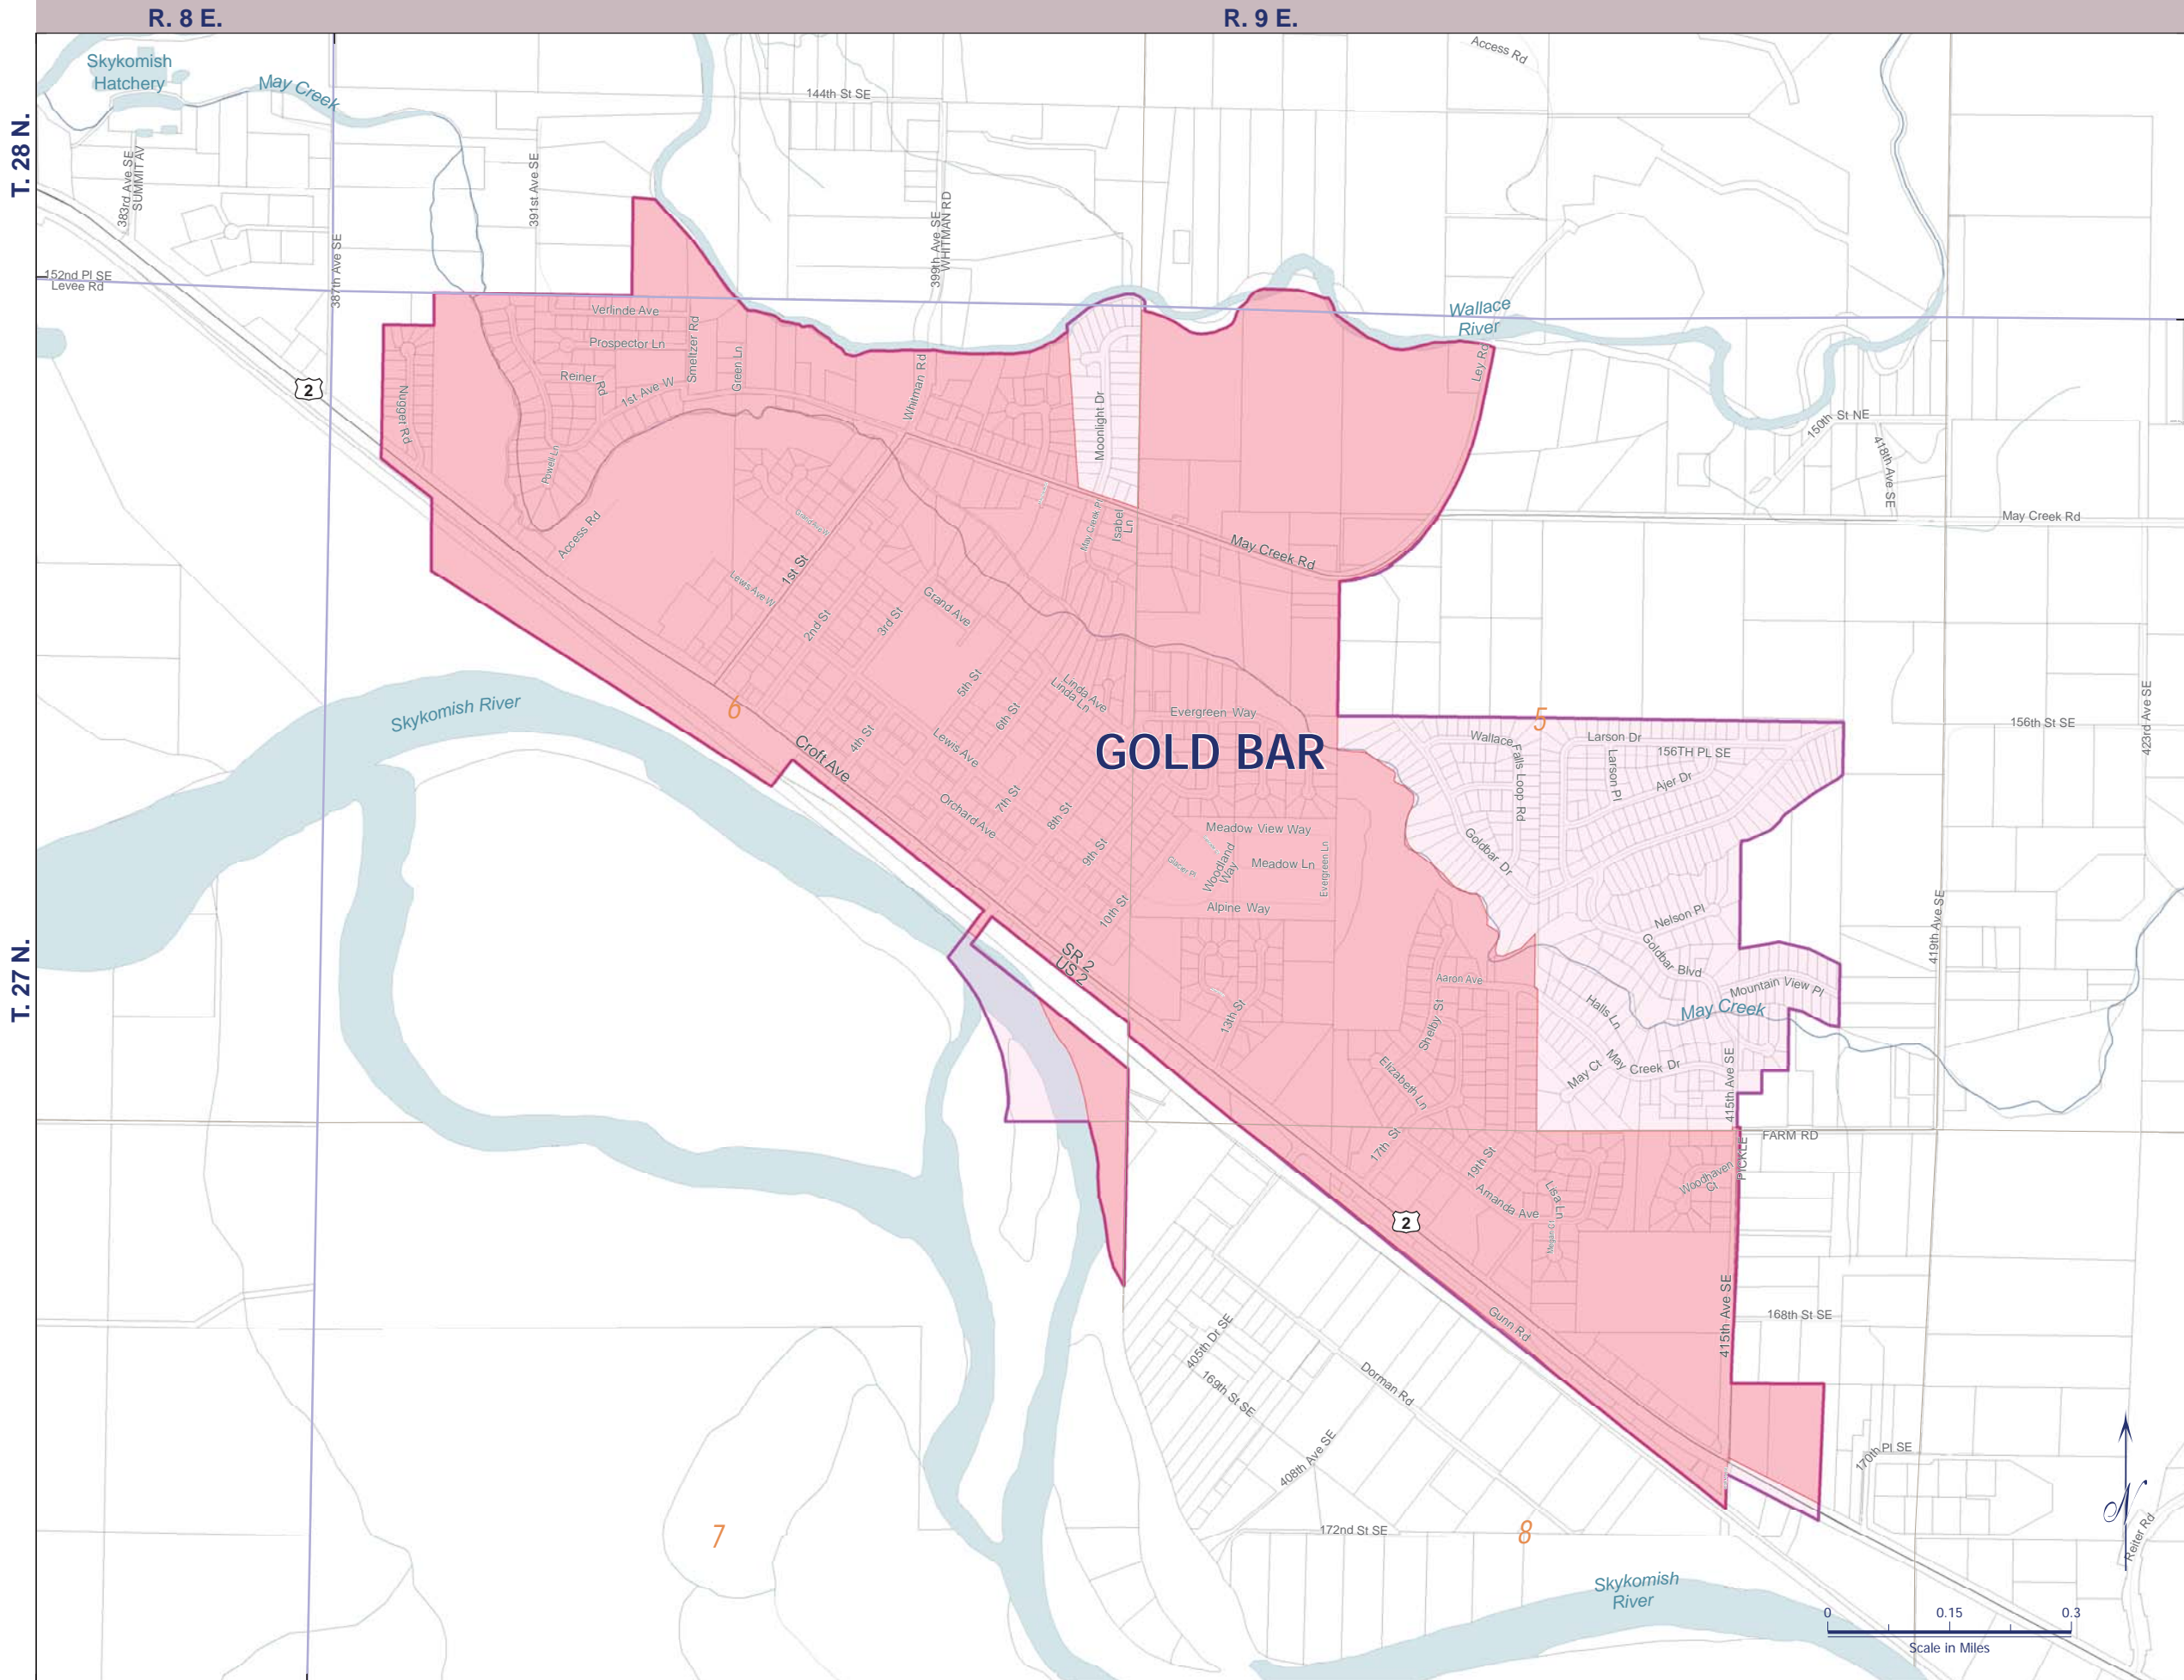 R. 8 E.
R. 9 E.
T. 28 N.
T. 27 N.
Skykomish
Hatchery
May Creek
Access Rd
144th St SE
383rd Ave SE
SUMMIT AV
391st Ave SE
399th Ave SE
WHITMAN RD
387th Ave SE
152nd Pl SE
Levee Rd
Wallace
River
Verlinde Ave
Prospector Ln
Smeltzer Rd
Green Ln
Reiner
Rd
1st Ave W
Whitman Rd
Ley Rd
2
Nugget Rd
Moonlight Dr
150th St NE
418th Ave SE
Powell Ln
Access Rd
May Creek Pl
Isabel
Ln
May Creek Rd
May Creek Rd
Grand Ave W
Lewis Ave W
1st St
2nd St
3rd St
Grand Ave
5th St
6th St
Linda Ave
Linda Ln
Skykomish River
6
5
Evergreen Way
GOLD BAR
Wallace
Falls Loop Rd
Larson Dr
156TH PL SE
Larson Pl
Ajer Dr
156th St SE
423rd Ave SE
Croft Ave
4th St
Lewis Ave
7th St
Orchard Ave
8th St
9th St
10th St
Meadow View Way
Woodland
Way
Meadow Ln
Evergreen Ln
Glacier Pl
Alpine Way
Goldbar Dr
Nelson Pl
Goldbar Blvd
419th Ave SE
SR 2
US 2
Aaron Ave
Mountain View Pl
May Creek
Halls Ln
13th St
Shelby St
Elizabeth Ln
May Ct
May Creek Dr
415th Ave SE
FARM RD
PICKLE
17th St
19th St
Woodhaven
Ct
Amanda Ave
Lisa Ln
Megan Ct
2
Gunn Rd
415th Ave SE
168th St SE
405th Dr SE
169th St SE
Dorman Rd
408th Ave SE
170th Pl SE
7
8
172nd St SE
N
Reiter Rd
Skykomish
River
0 0.15 0.3
Scale in Miles